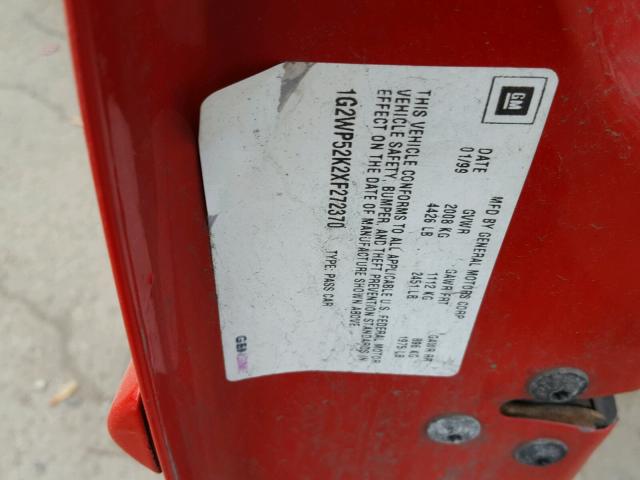 GM
MFD BY GENERAL MOTORS CORP
DATE GVWR GAWR FRT GAWR RR
01/99 2008 KG 1112 KG 896 KG
4426 LB 2451 LB 1975 LB
THIS VEHICLE CONFORMS TO ALL APPLICABLE U.S. FEDERAL MOTOR
VEHICLE SAFETY, BUMPER, AND THEFT PREVENTION STANDARDS IN
EFFECT ON THE DATE OF MANUFACTURE SHOWN ABOVE.
1G2WP52K2XF272370 TYPE: PASS CAR